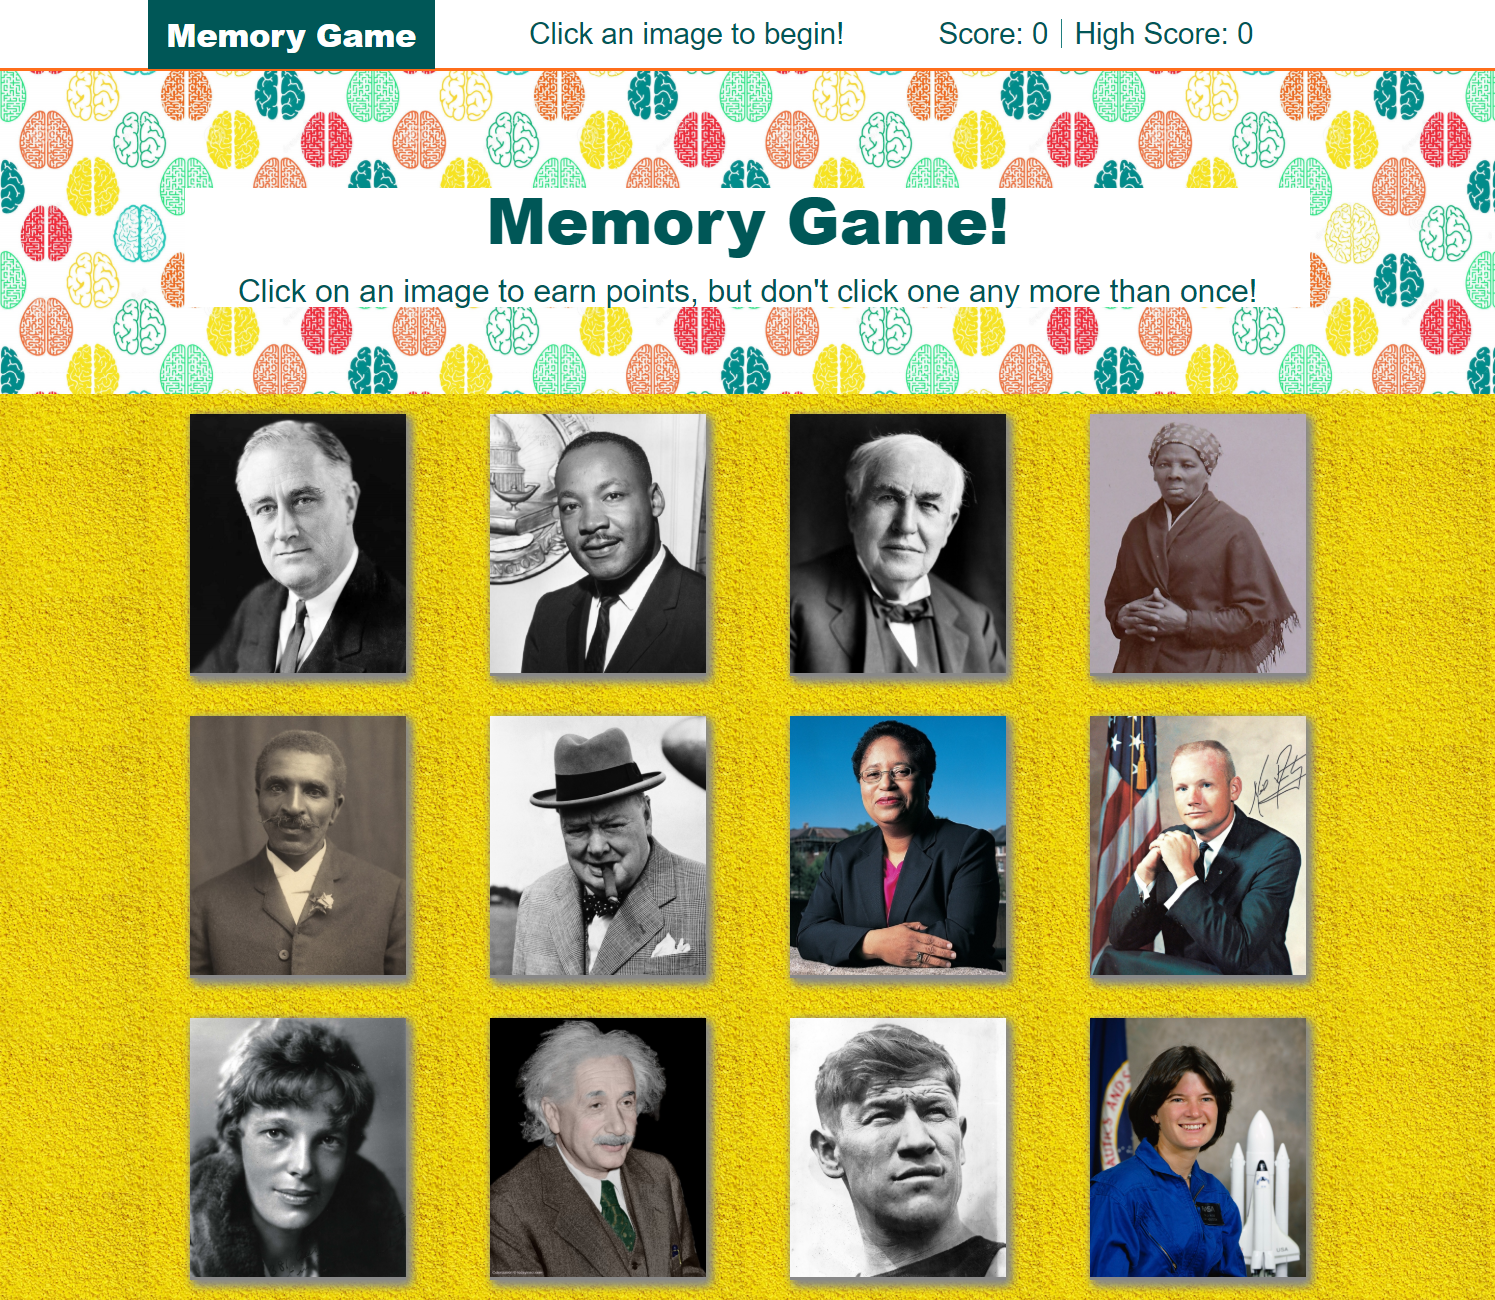 Memory Game
Click an image to begin!
Score: 0 | High Score: 0
Memory Game!
Click on an image to earn points, but don't click one any more than once!
USA